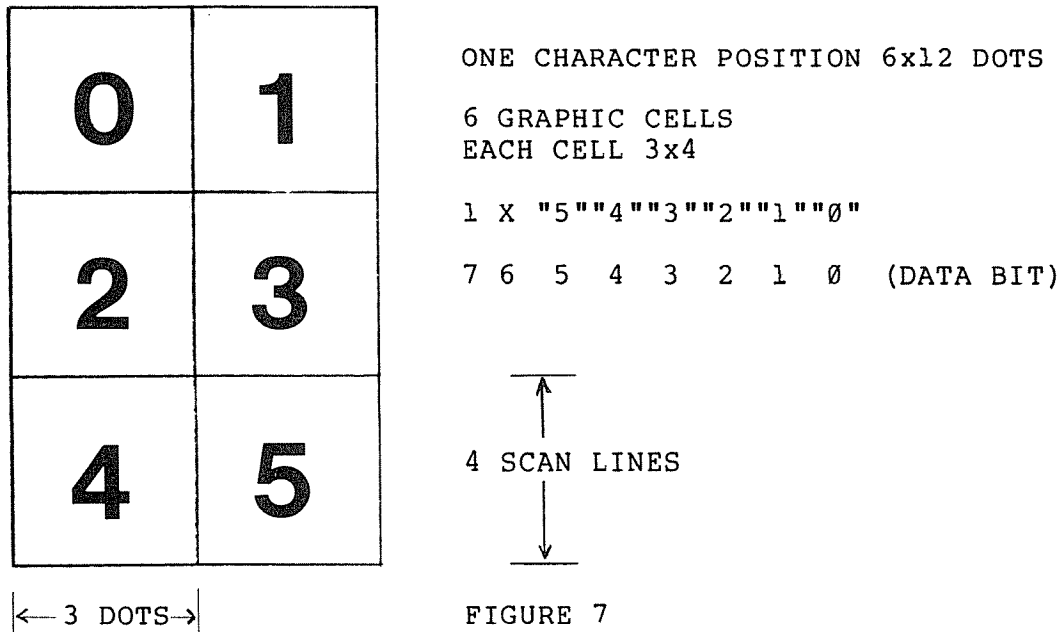 0 1
2 3
4 5
ONE CHARACTER POSITION 6x12 DOTS
6 GRAPHIC CELLS
EACH CELL 3x4
1 X "5""4""3""2""1""Ø"
7 6 5 4 3 2 1 Ø (DATA BIT)
4 SCAN LINES
3 DOTS
FIGURE 7